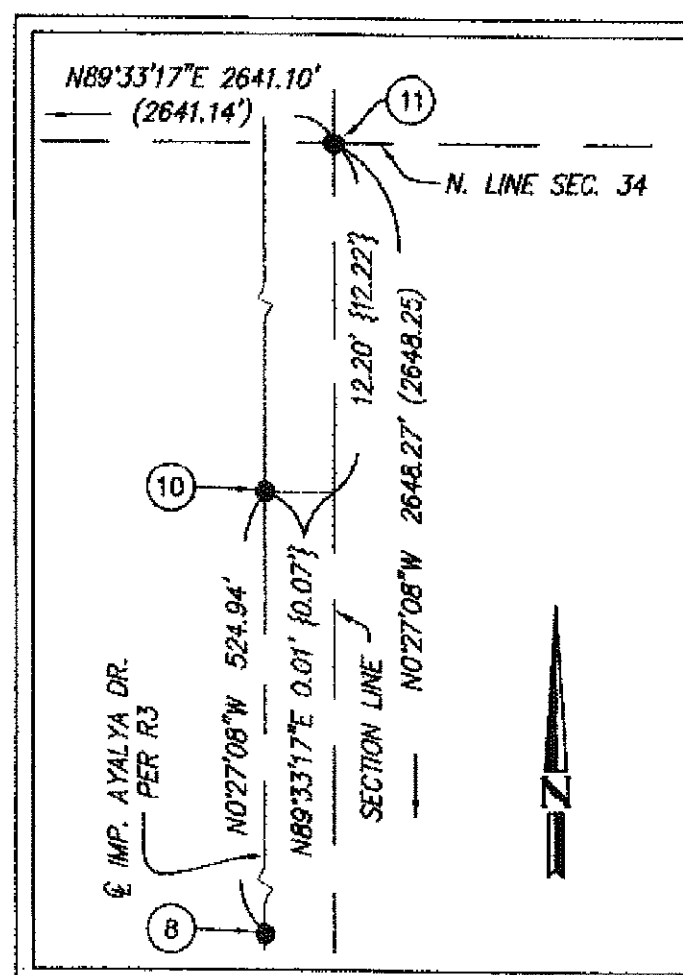 N89°33'17"E 2641.10'
(2641.14')
11
N. LINE SEC. 34
12.20' {12.22'}
N0°27'08"W 2648.27' (2648.25)
10
N0°27'08"W 524.94'
N89°33'17"E 0.01' {0.07'}
SECTION LINE
℄ IMP. AYALYA DR.
PER R3
8
N